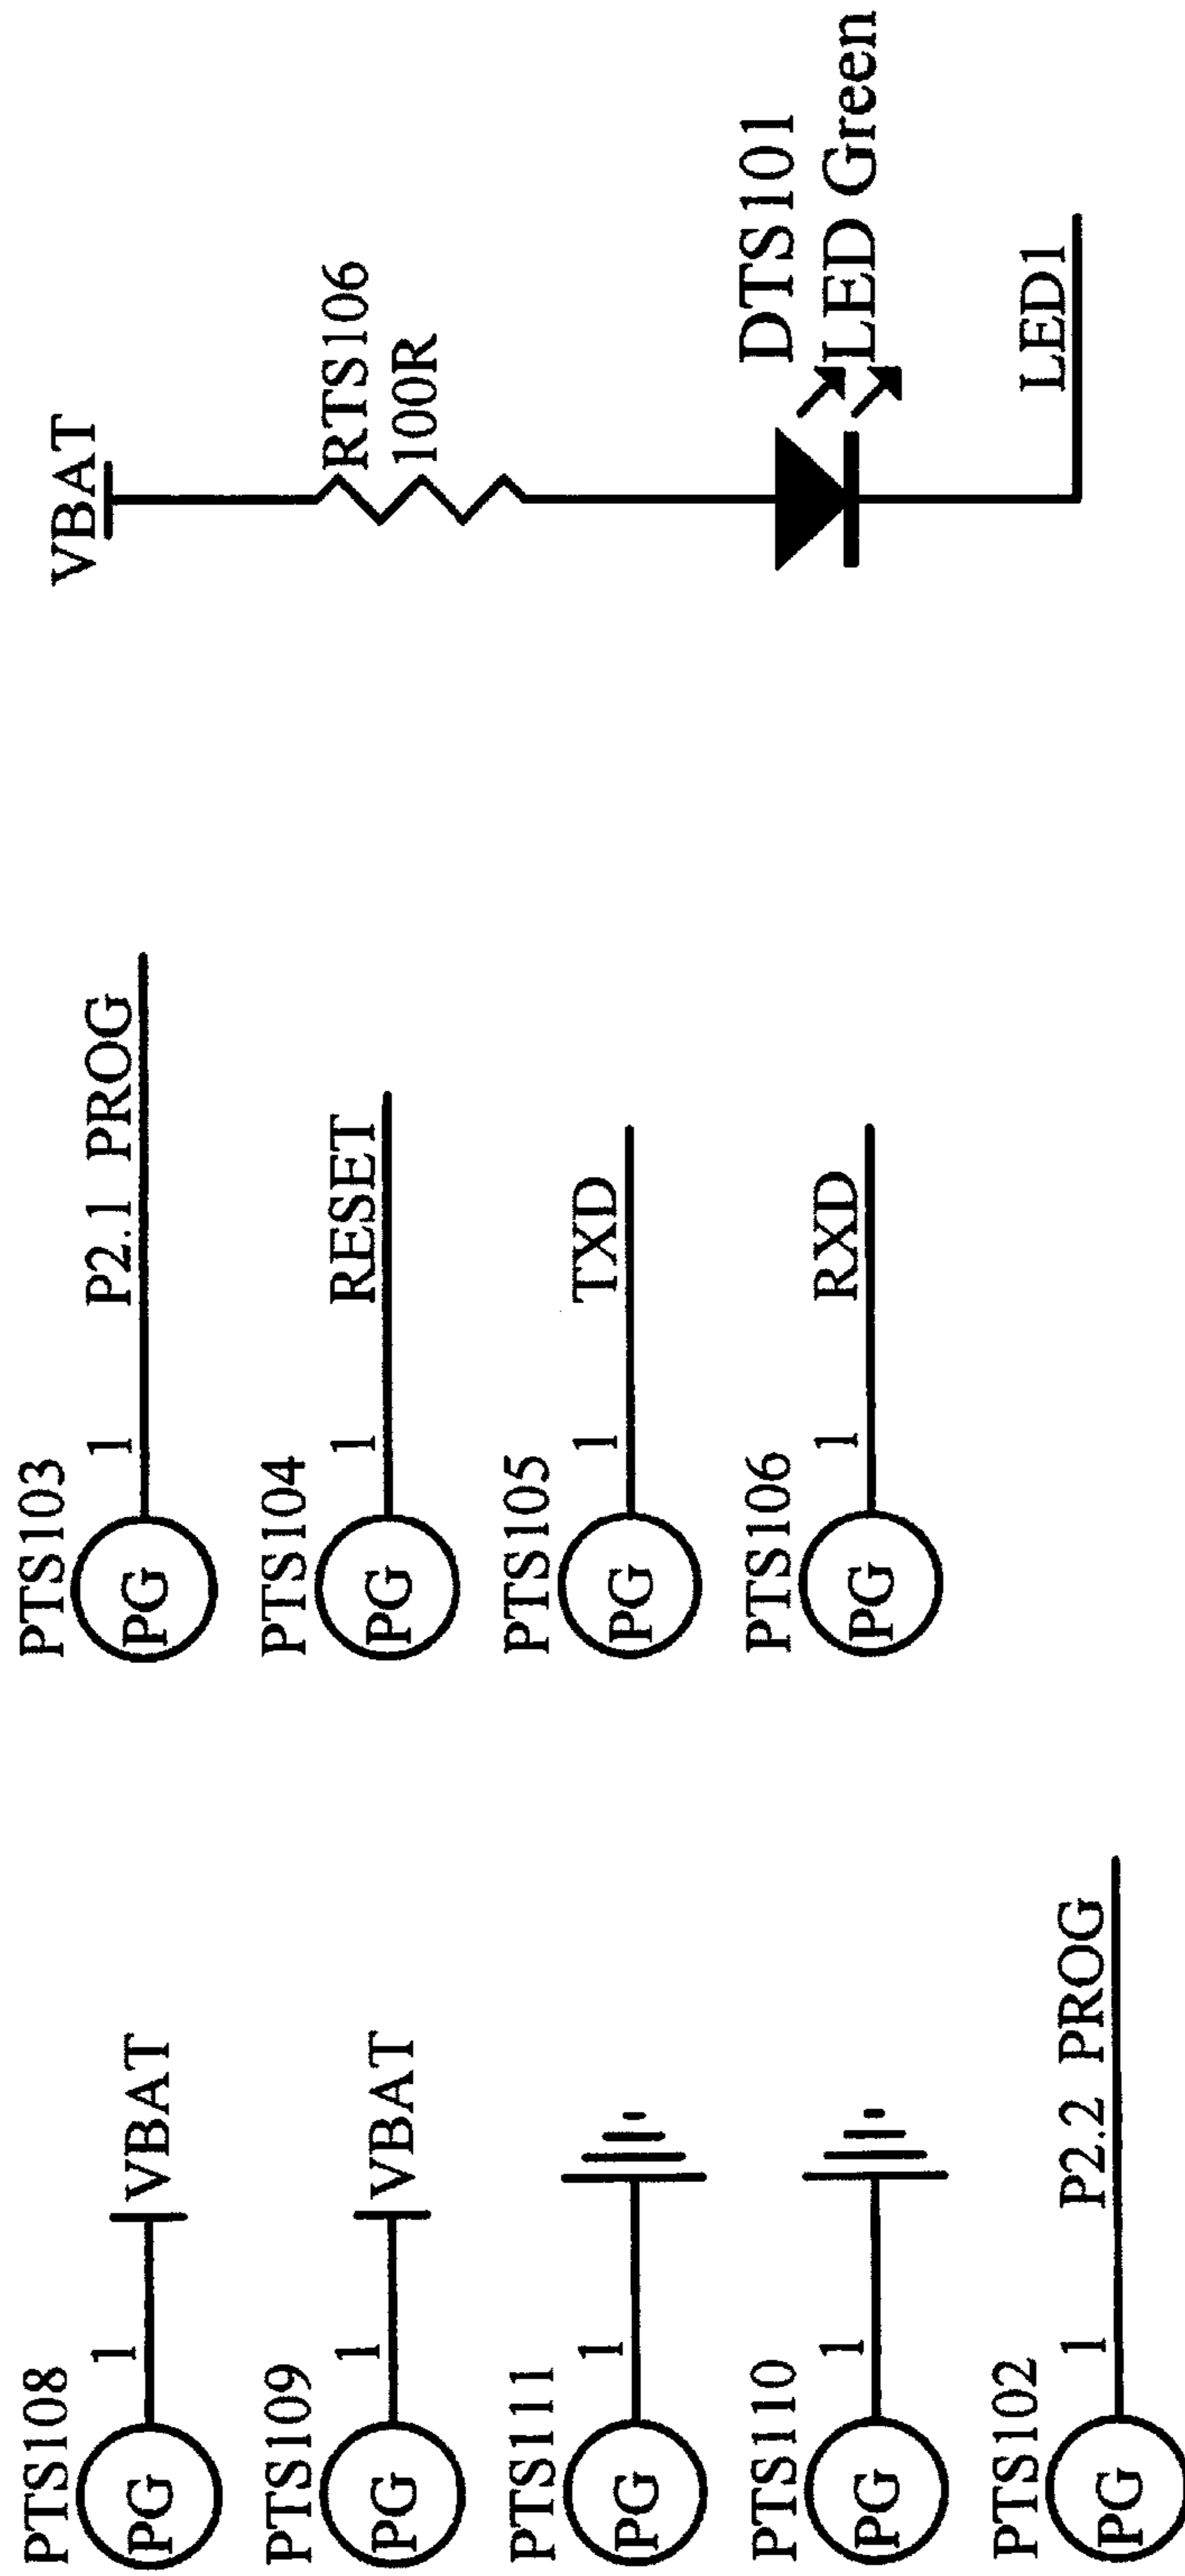 PTS108
1
VBAT
PG
PTS109
1
VBAT
PG
PTS111
1
PG
PTS110
1
PG
PTS102
1
P2.2 PROG
PG
PTS103
1
P2.1 PROG
PG
PTS104
1
RESET
PG
PTS105
1
TXD
PG
PTS106
1
RXD
PG
VBAT
RTS106
100R
DTS101
LED Green
LED1